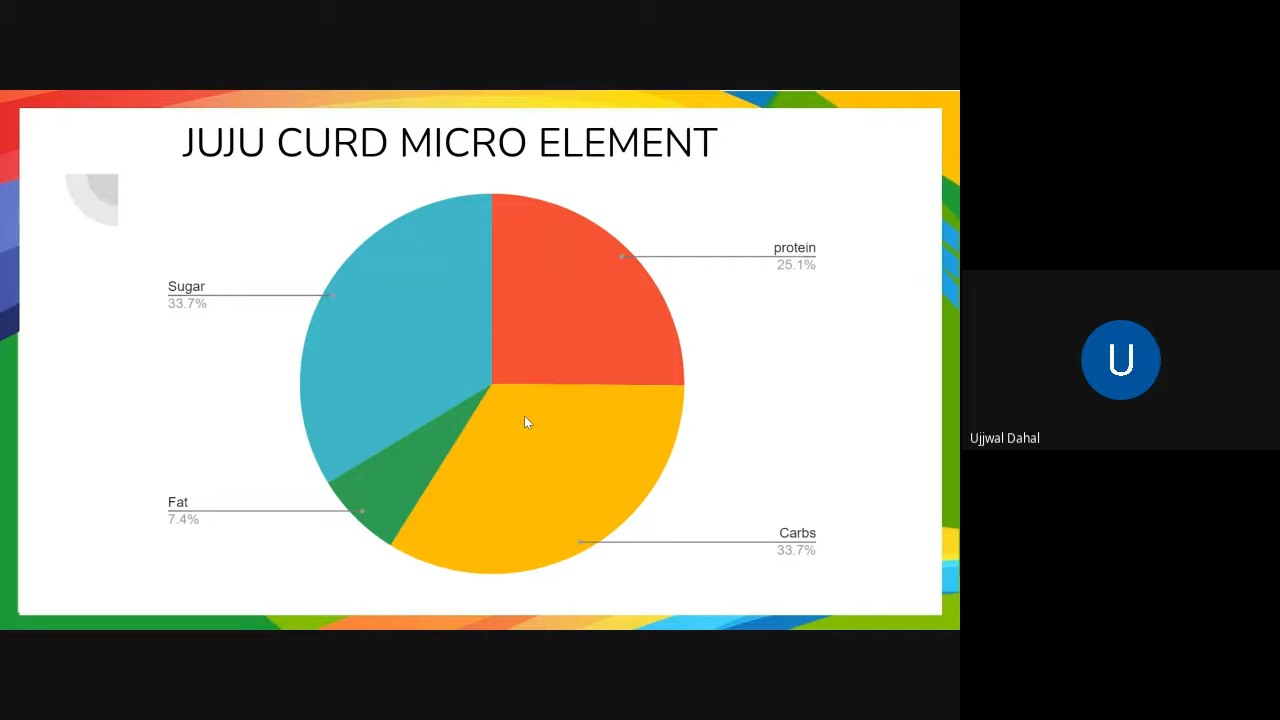 JUJU CURD MICRO ELEMENT
protein
25.1%
Sugar
33.7%
Fat
7.4%
Carbs
33.7%
U
Ujjwal Dahal